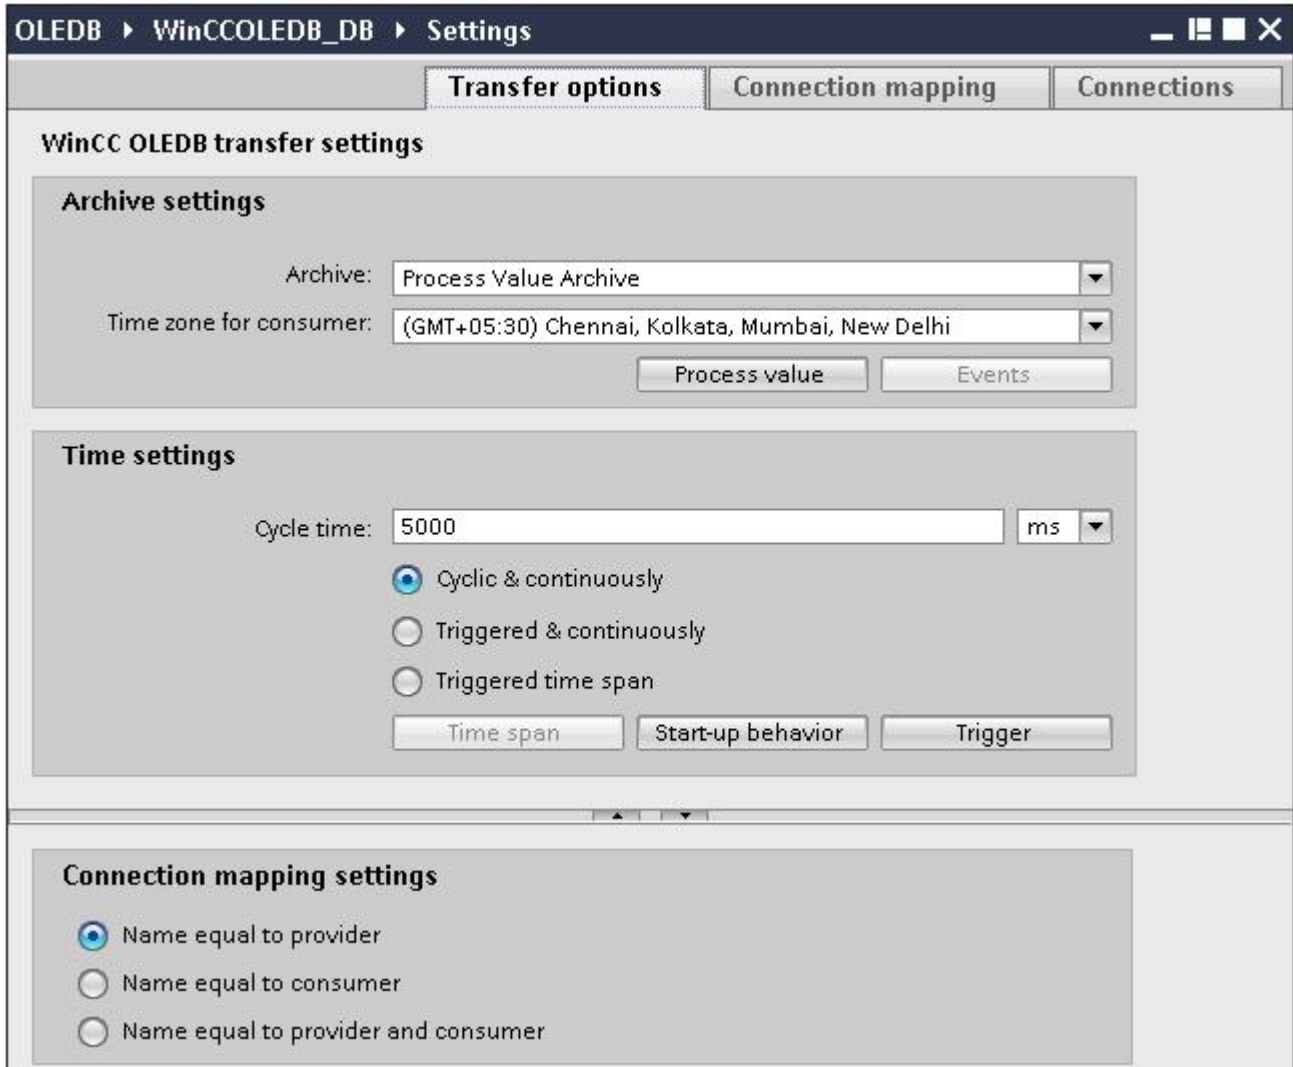 OLEDB ▸ WinCCOLEDB_DB ▸ Settings
Transfer options Connection mapping Connections
WinCC OLEDB transfer settings
Archive settings
Archive: Process Value Archive
Time zone for consumer: (GMT+05:30) Chennai, Kolkata, Mumbai, New Delhi
Process value Events
Time settings
Cycle time: 5000 ms
Cyclic & continuously
Triggered & continuously
Triggered time span
Time span Start-up behavior Trigger
Connection mapping settings
Name equal to provider
Name equal to consumer
Name equal to provider and consumer